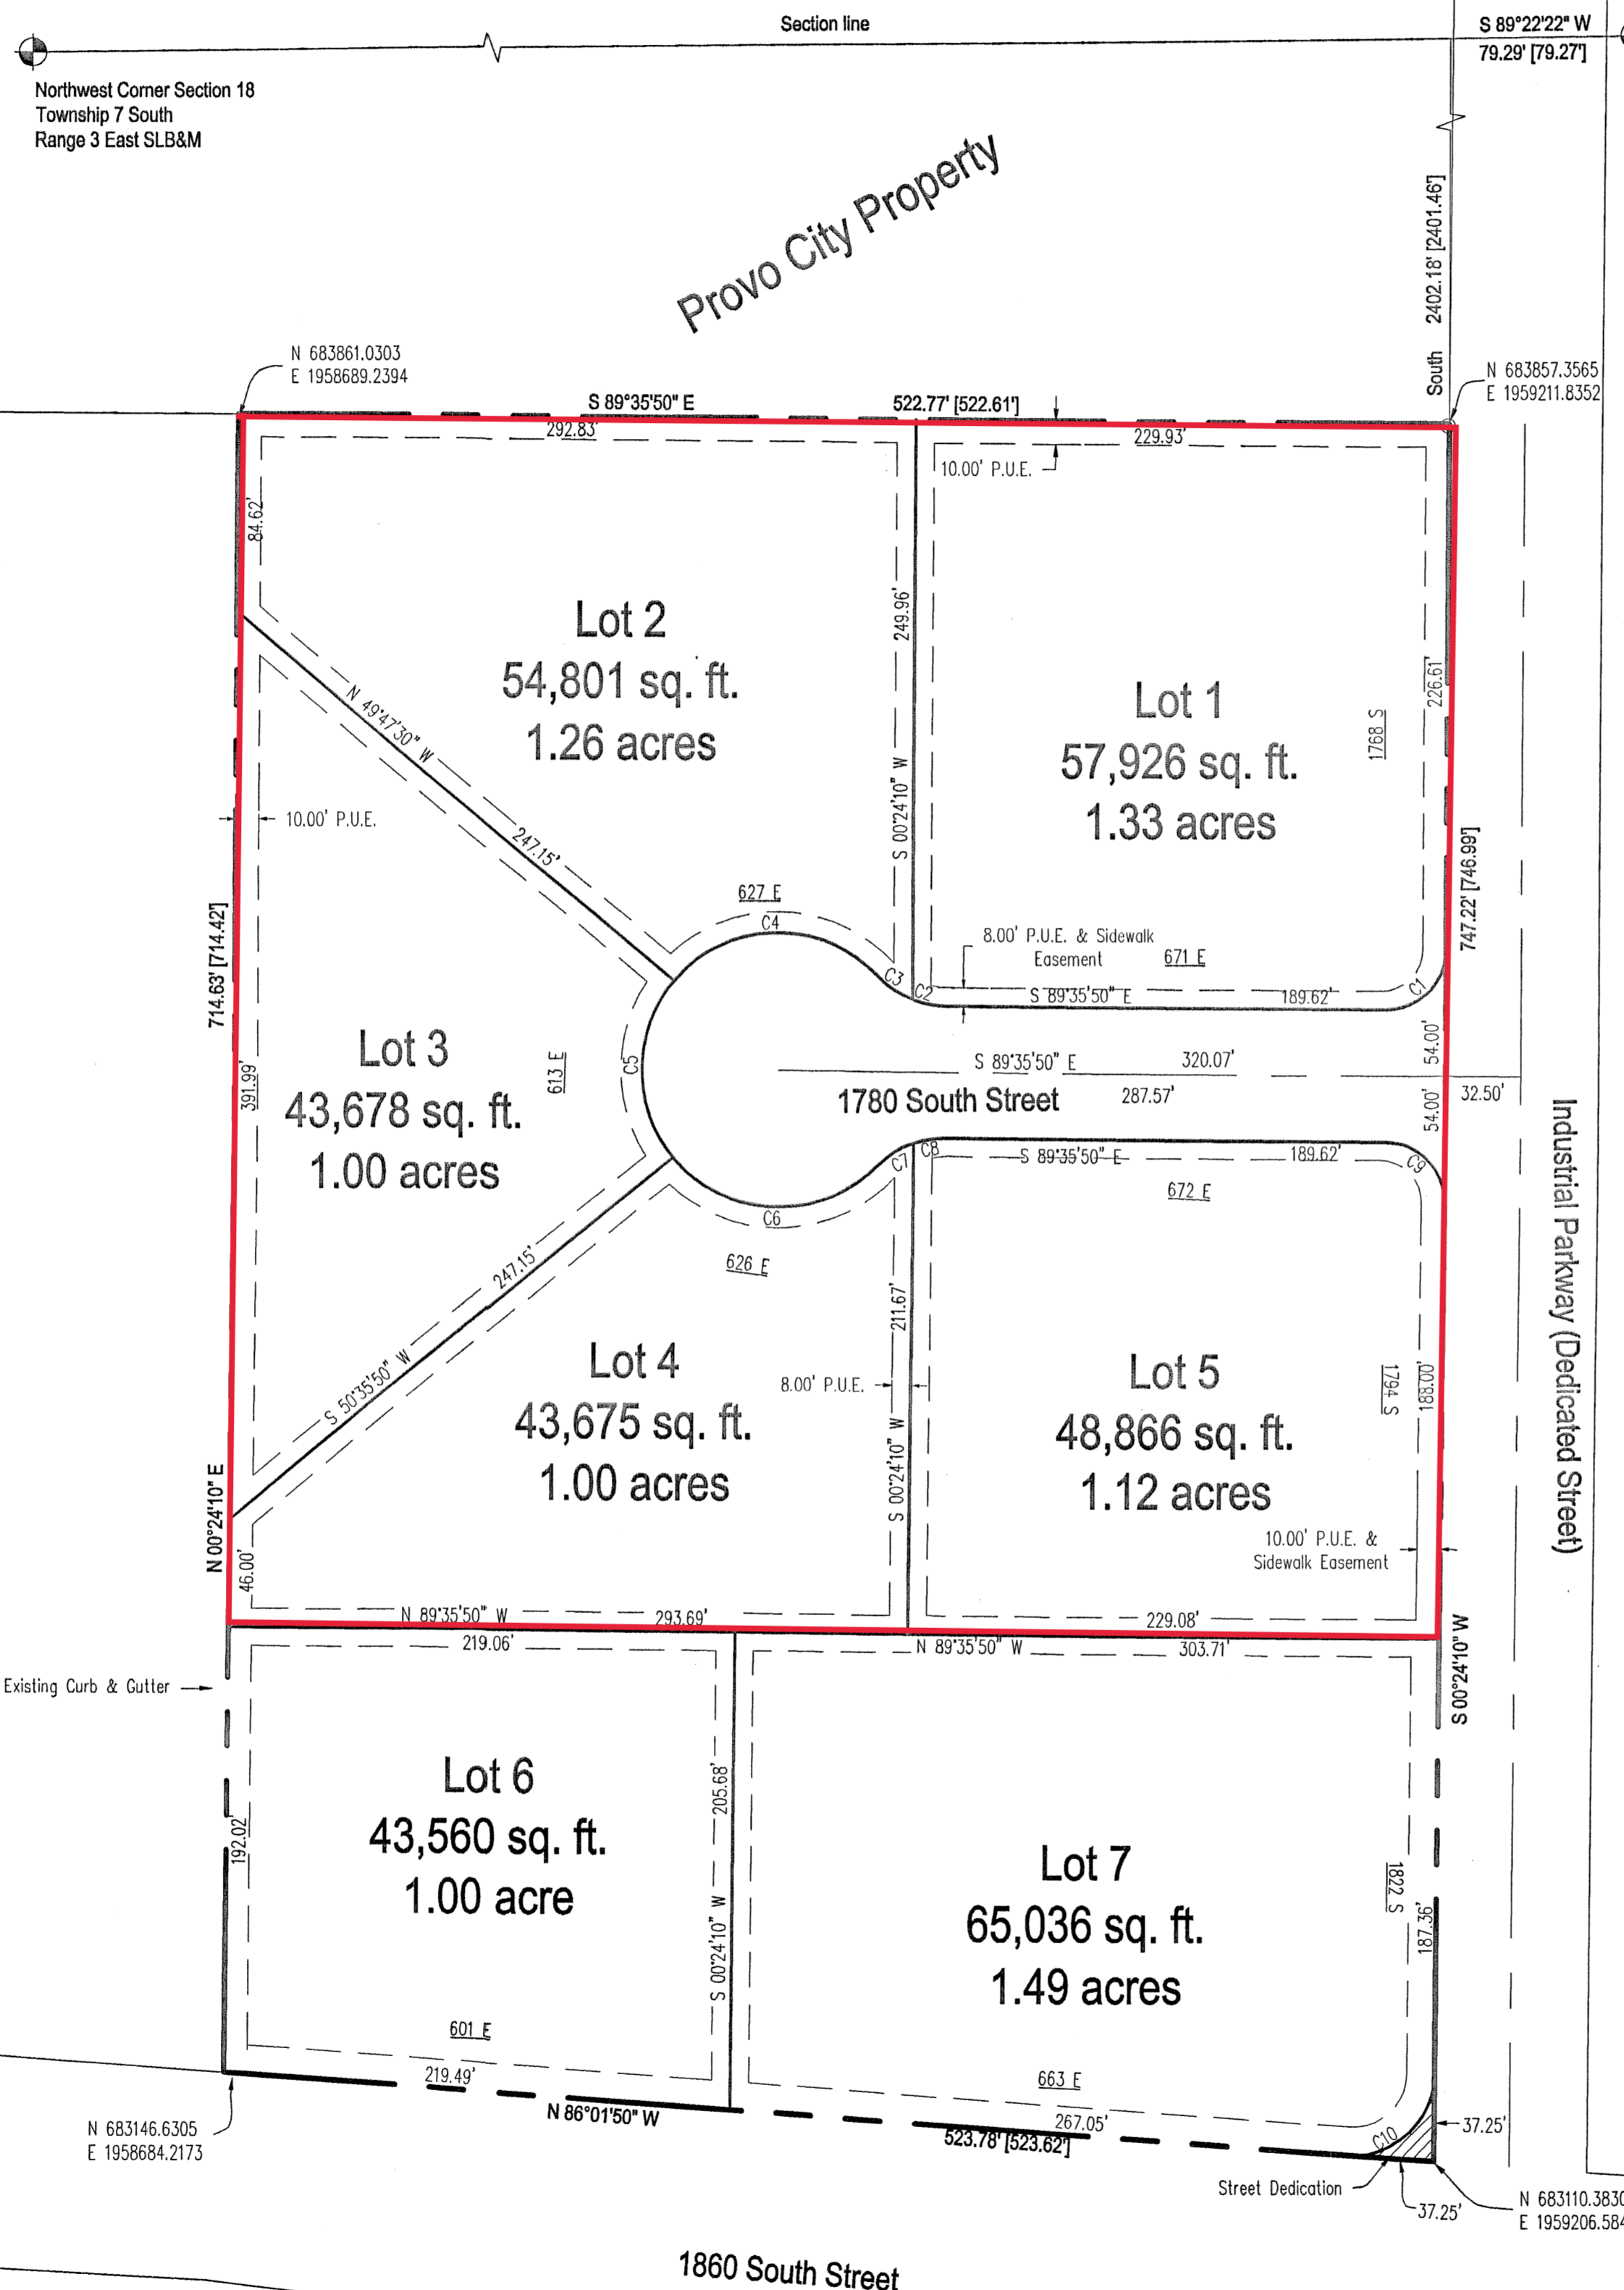 Section line
S 89°22'22" W
79.29' [79.27']
Northwest Corner Section 18
Township 7 South
Range 3 East SLB&M
Provo City Property
South 2402.18' [2401.46']
N 683861.0303
E 1958689.2394
N 683857.3565
E 1959211.8352
S 89°35'50" E 522.77' [522.61']
292.83'
229.93'
10.00' P.U.E.
84.62'
Lot 2
54,801 sq. ft.
1.26 acres
249.96'
S 00°24'10" W
Lot 1
57,926 sq. ft.
1.33 acres
226.61'
1768 S
N 49°47'30" W
247.15'
10.00' P.U.E.
747.22' [746.99']
714.63' [714.42']
627 E
C4
C3
C2
8.00' P.U.E. & Sidewalk
Easement
671 E
S 89°35'50" E 189.62'
C1
Lot 3
43,678 sq. ft.
1.00 acres
391.99'
613 E
C5
54.00'
S 89°35'50" E 320.07'
1780 South Street
287.57'
32.50'
54.00'
Industrial Parkway (Dedicated Street)
C7
C8
S 89°35'50" E 189.62'
C9
672 E
C6
626 E
247.15'
S 50°35'50" W
211.67'
Lot 4
43,675 sq. ft.
1.00 acres
8.00' P.U.E.
S 00°24'10" W
Lot 5
48,866 sq. ft.
1.12 acres
1794 S
188.00'
10.00' P.U.E. &
Sidewalk Easement
N 00°24'10" E
46.00'
N 89°35'50" W 293.69'
229.08'
219.06'
N 89°35'50" W 303.71'
Existing Curb & Gutter
S 00°24'10" W
Lot 6
43,560 sq. ft.
1.00 acre
192.02'
205.68'
S 00°24'10" W
Lot 7
65,036 sq. ft.
1.49 acres
1822 S
187.36'
601 E
219.49'
663 E
267.05'
N 86°01'50" W
523.78' [523.62']
C10
37.25'
Street Dedication
37.25'
N 683146.6305
E 1958684.2173
N 683110.3830
E 1959206.584
1860 South Street